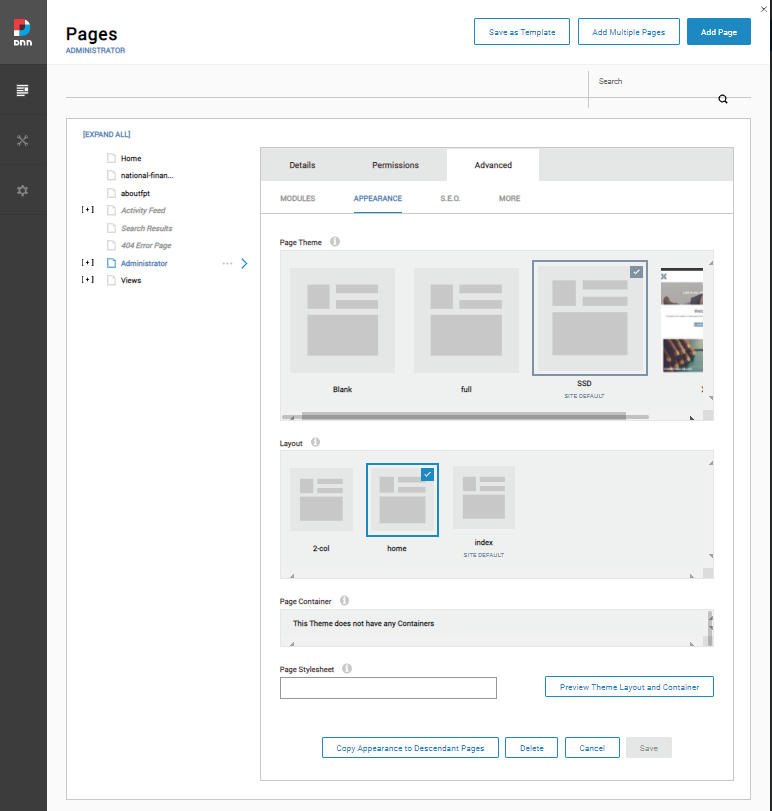 dnn
Pages
ADMINISTRATOR
Save as Template
Add Multiple Pages
Add Page
Search
[EXPAND ALL]
Home
national-finan...
aboutfpt
[+] Activity Feed
Search Results
404 Error Page
[+] Administrator ...
[+] Views
Details Permissions Advanced
MODULES APPEARANCE S.E.O. MORE
Page Theme
Blank
full
SSD
SITE DEFAULT
Layout
2-col
home
index
SITE DEFAULT
Page Container
This Theme does not have any Containers
Page Stylesheet
Preview Theme Layout and Container
Copy Appearance to Descendant Pages
Delete
Cancel
Save